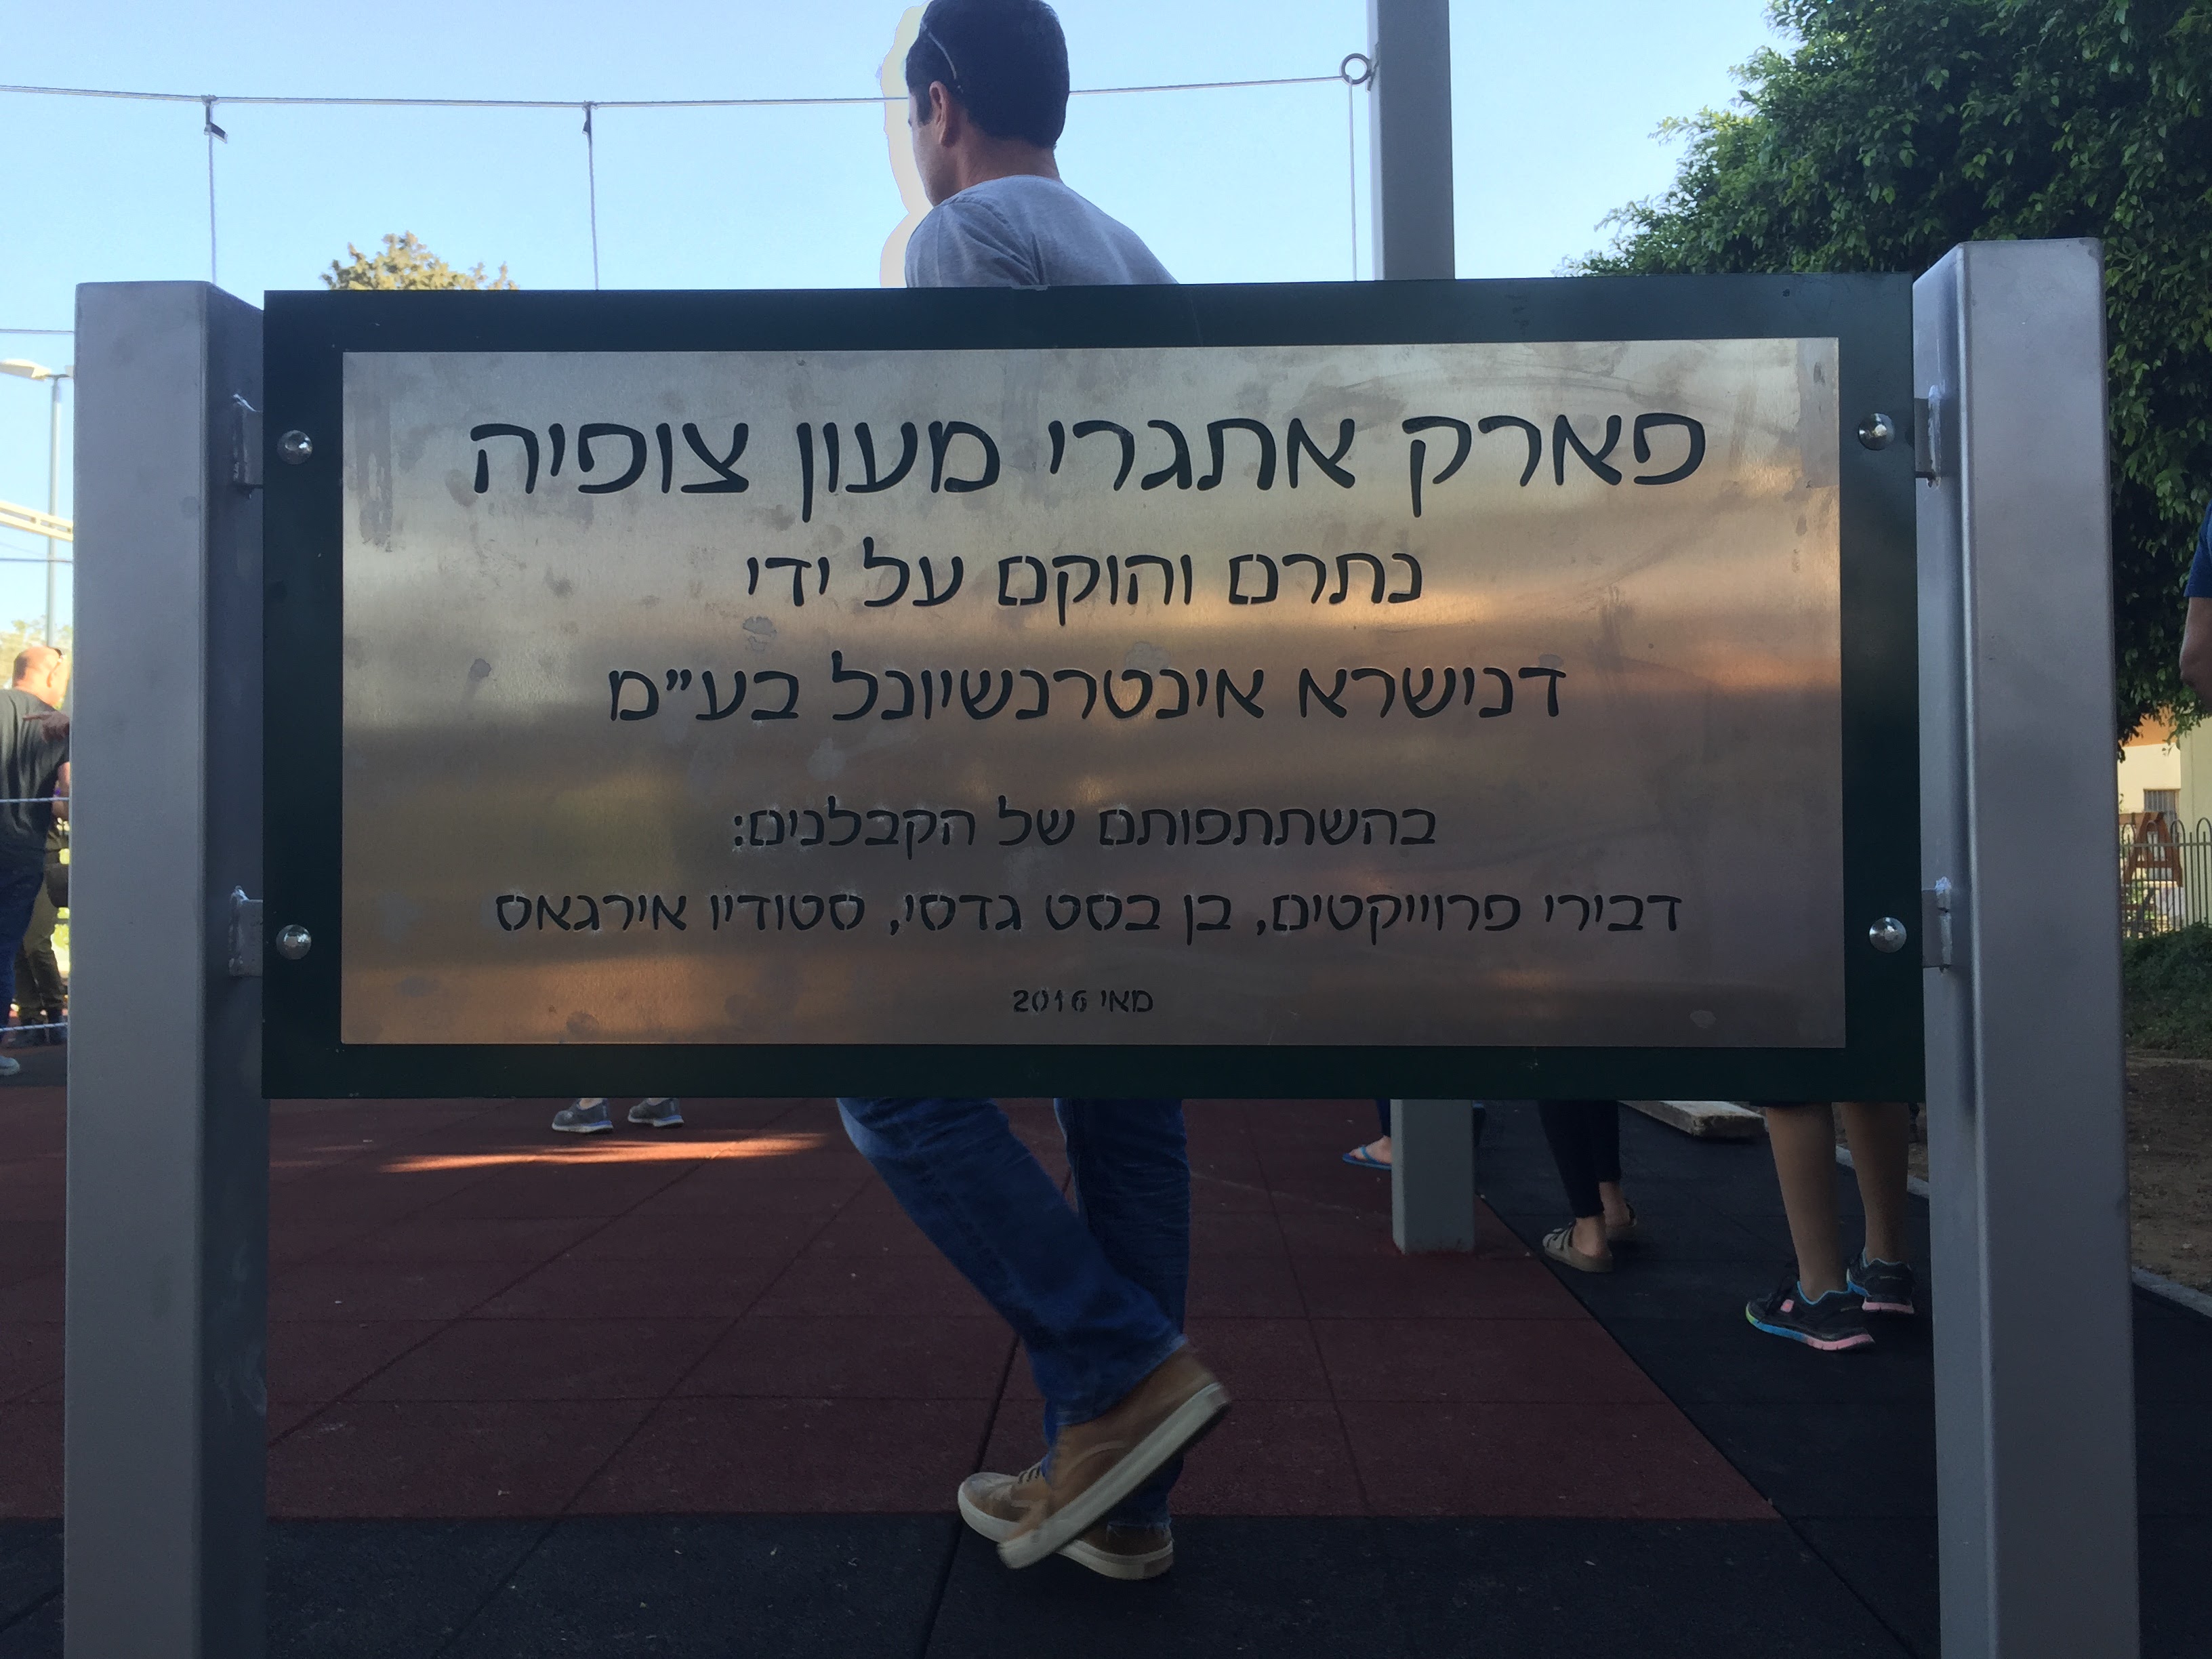 פארק אתגרי מעון צופיה
נתרם והוקם על ידי
דנישרא אינטרנשיונל בע״מ
בהשתתפותם של הקבלנים:
דבירי פרוייקטים, בן בסט גדסי, סטודיו אירגאס
מאי 2016